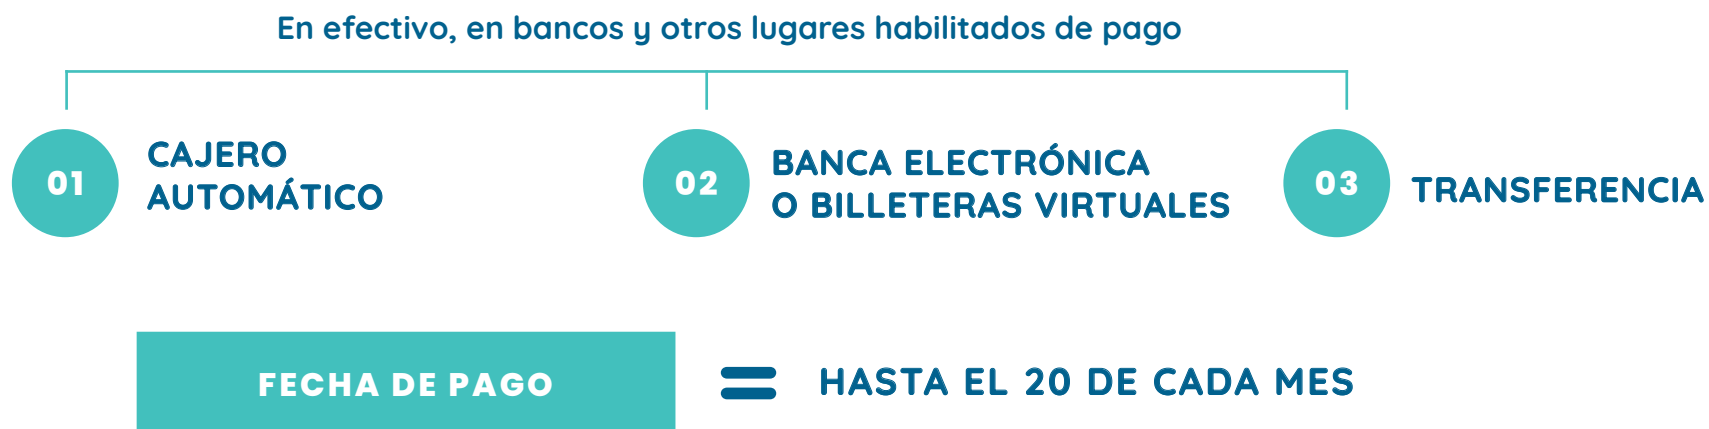 En efectivo, en bancos y otros lugares habilitados de pago
01
CAJERO
AUTOMÁTICO
02
BANCA ELECTRÓNICA
O BILLETERAS VIRTUALES
03
TRANSFERENCIA
FECHA DE PAGO
=
HASTA EL 20 DE CADA MES